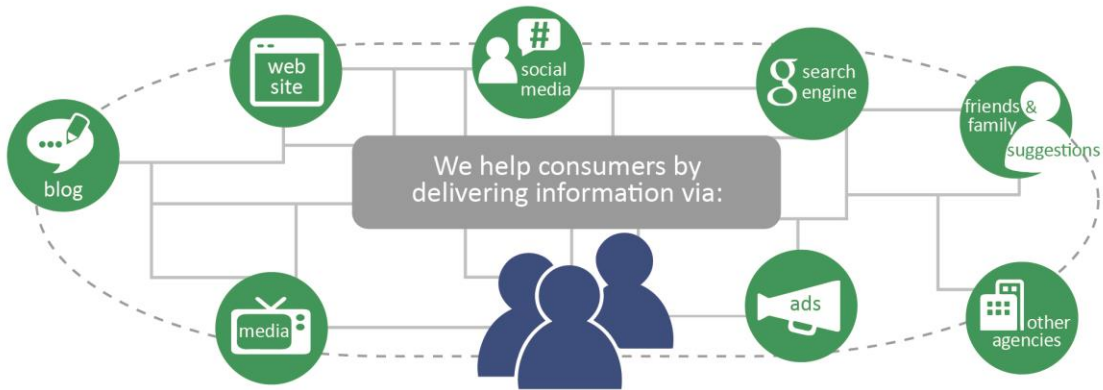 web
site
#
social
media
g
search
engine
friends &
family
suggestions
blog
We help consumers by
delivering information via:
media
ads
other
agencies